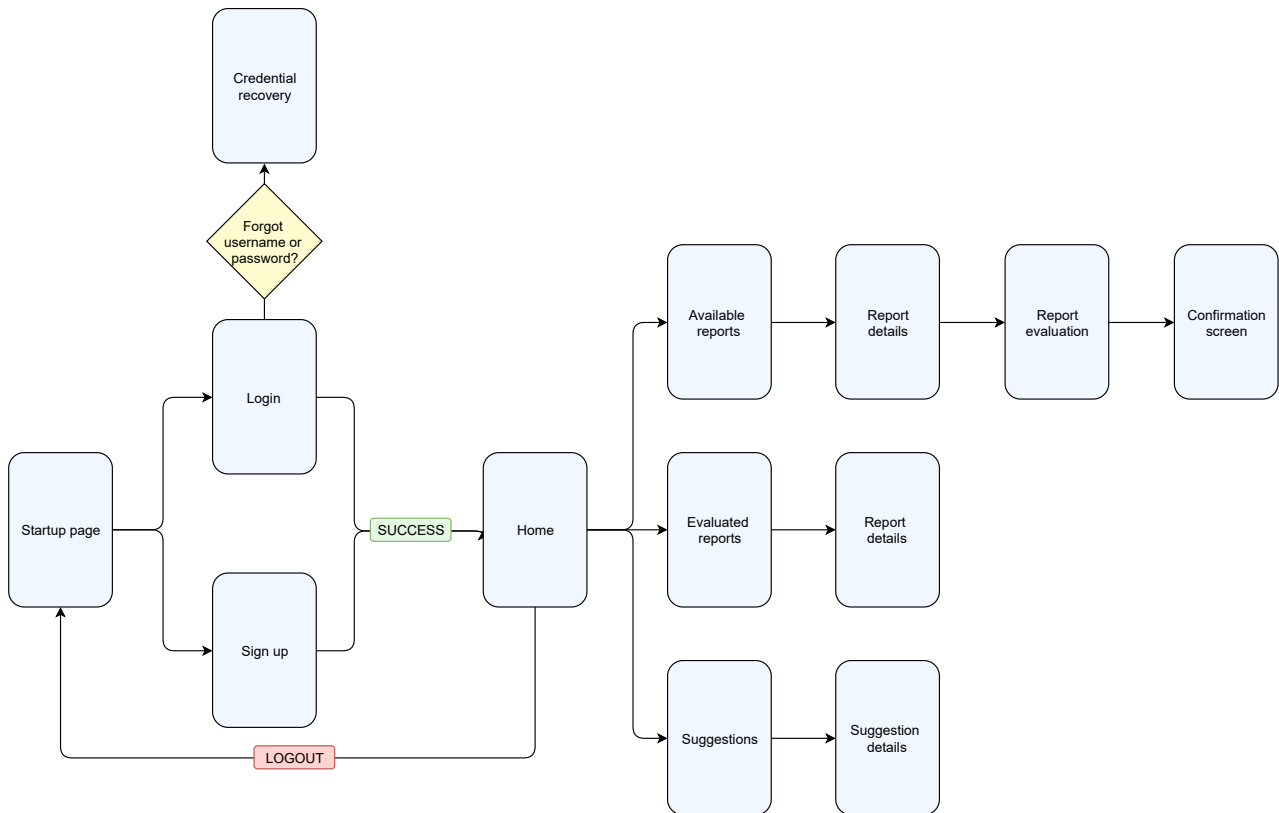 Credential
recovery
Forgot
username or
password?
Available
reports
Report
details
Report
evaluation
Confirmation
screen
Login
Startup page
SUCCESS
Home
Evaluated
reports
Report
details
Sign up
Suggestions
Suggestion
details
LOGOUT